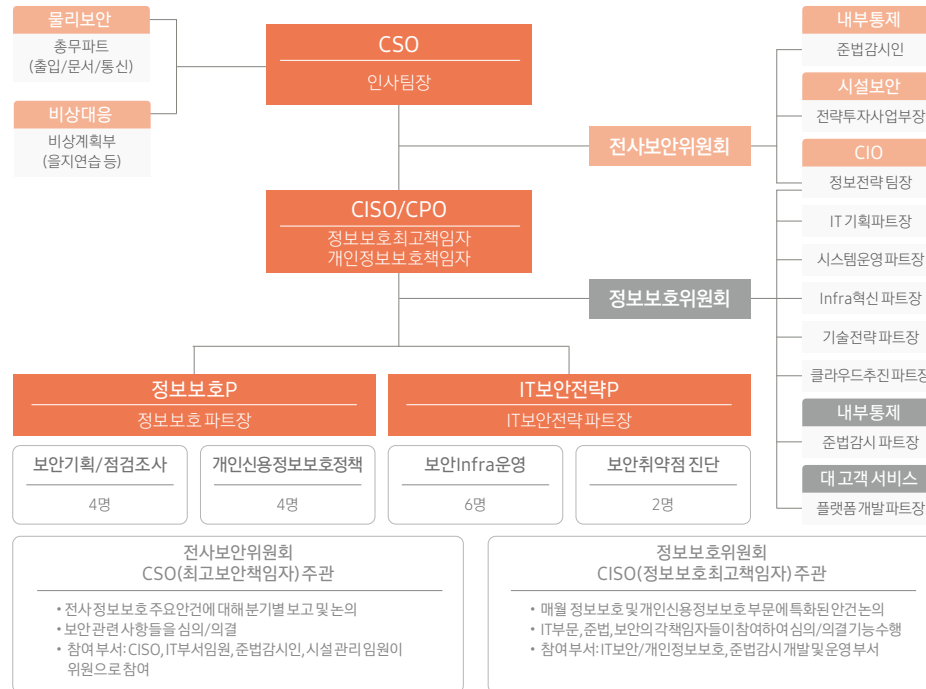 물리보안
총무파트
(출입/문서/통신)
비상대응
비상계획부
(을지연습 등)
CSO
인사팀장
전사보안위원회
CISO/CPO
정보보호최고책임자
개인정보보호책임자
정보보호위원회
내부통제
준법감시인
시설보안
전략투자사업부장
CIO
정보전략 팀장
IT 기획파트장
시스템운영 파트장
Infra혁신 파트장
기술전략 파트장
클라우드추진 파트장
내부통제
준법감시 파트장
대 고객 서비스
플랫폼 개발 파트장
정보보호P
정보보호 파트장
IT보안전략P
IT보안전략 파트장
보안기획/점검조사
4명
개인신용정보보호정책
4명
보안Infra운영
6명
보안취약점 진단
2명
전사보안위원회
CSO(최고보안책임자) 주관
• 전사 정보보호 주요안건에 대해 분기별 보고 및 논의
• 보안 관련 사항들을 심의/의결
• 참여 부서: CISO, IT부서임원, 준법감시인, 시설 관리 임원이
위원으로 참여
정보보호위원회
CISO(정보보호최고책임자) 주관
• 매월 정보보호 및 개인신용정보보호 부문에 특화된 안건 논의
• IT부문, 준법, 보안의 각 책임자들이 참여하여 심의/의결 기능 수행
• 참여 부서: IT보안/개인정보보호, 준법감시 개발 및 운영 부서